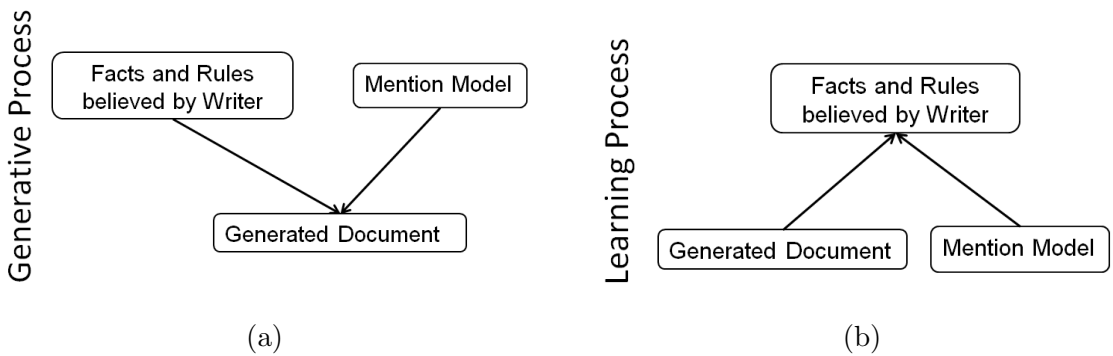 Generative Process
Facts and Rules
believed by Writer
Mention Model
Generated Document
(a)
Learning Process
Facts and Rules
believed by Writer
Generated Document
Mention Model
(b)